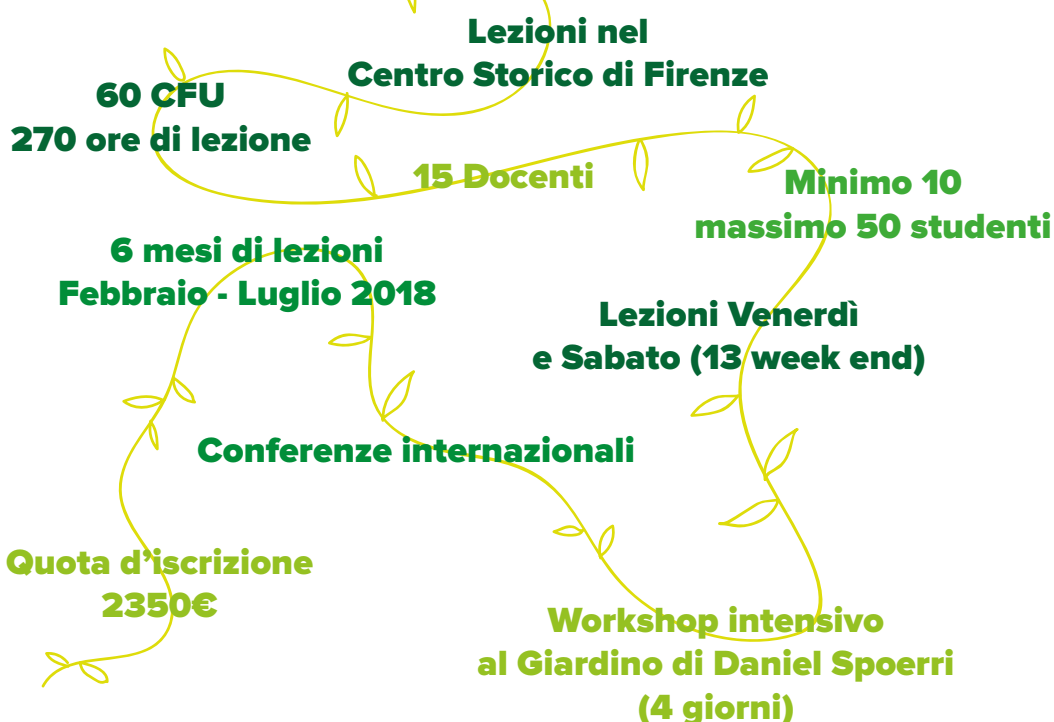 Lezioni nel
Centro Storico di Firenze
60 CFU
270 ore di lezione
15 Docenti
Minimo 10
massimo 50 studenti
6 mesi di lezioni
Febbraio - Luglio 2018
Lezioni Venerdì
e Sabato (13 week end)
Conferenze internazionali
Quota d’iscrizione
2350€
Workshop intensivo
al Giardino di Daniel Spoerri
(4 giorni)